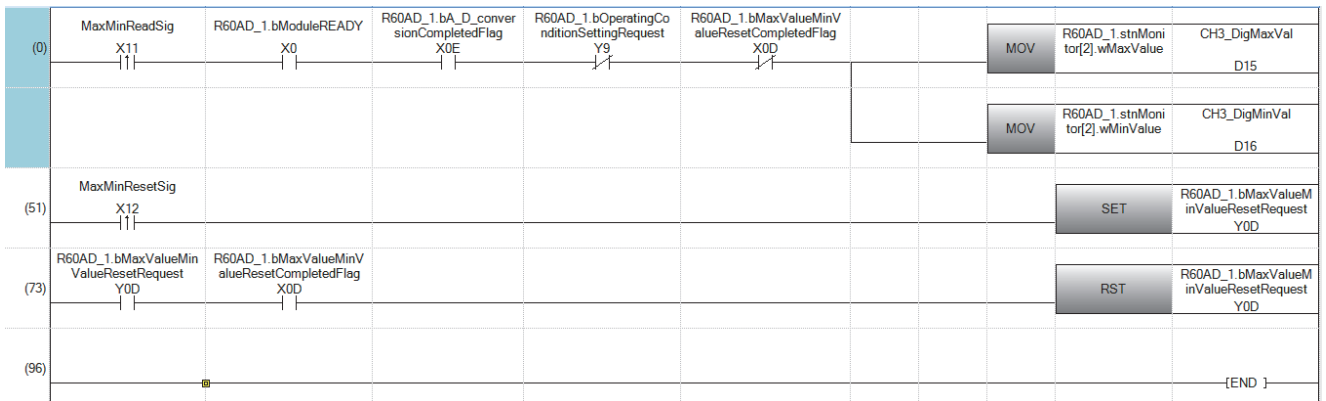 MaxMinReadSig R60AD_1.bModuleREADY R60AD_1.bA_D_conver R60AD_1.bOperatingCo R60AD_1.bMaxValueMinV
sionCompletedFlag nditionSettingRequest alueResetCompletedFlag
(0) X11 X0 X0E Y9 X0D
MOV R60AD_1.stnMoni CH3_DigMaxVal
tor[2].wMaxValue
D15
MOV R60AD_1.stnMoni CH3_DigMinVal
tor[2].wMinValue
D16
MaxMinResetSig
(51) X12
SET R60AD_1.bMaxValueM
inValueResetRequest
Y0D
R60AD_1.bMaxValueMin R60AD_1.bMaxValueMinV
ValueResetRequest alueResetCompletedFlag
(73) Y0D X0D
RST R60AD_1.bMaxValueM
inValueResetRequest
Y0D
(96) [END ]